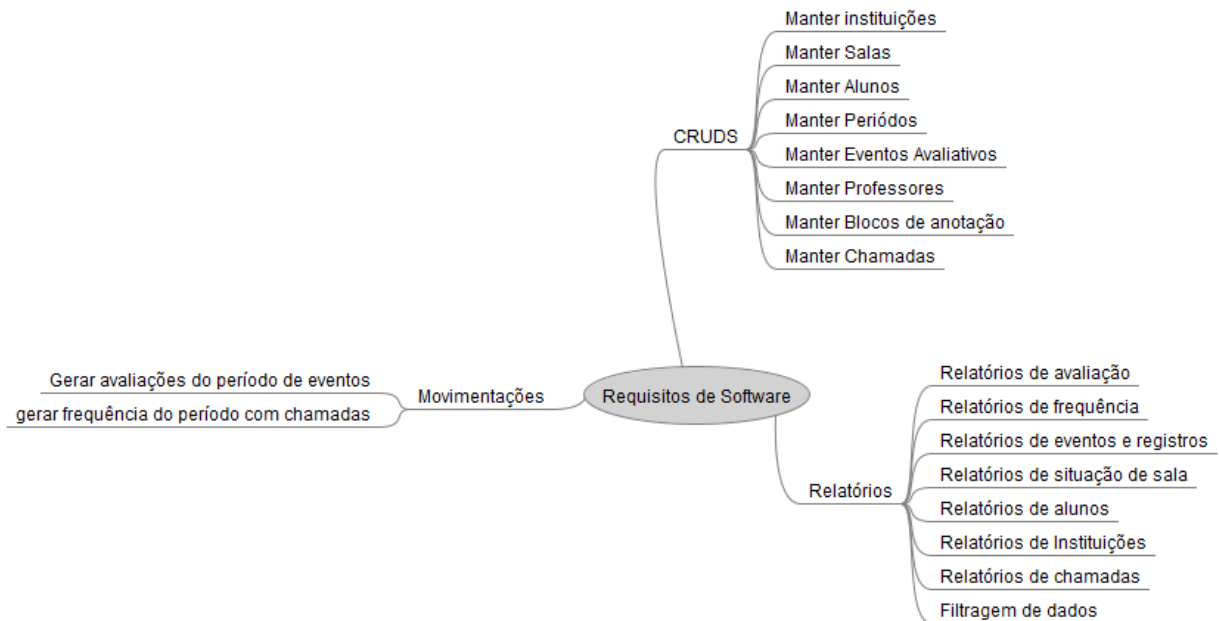 Manter instituições
Manter Salas
Manter Alunos
CRUDS
Manter Periódos
Manter Eventos Avaliativos
Manter Professores
Manter Blocos de anotação
Manter Chamadas
Gerar avaliações do período de eventos
gerar frequência do período com chamadas
Movimentações
Requisitos de Software
Relatórios
Relatórios de avaliação
Relatórios de frequência
Relatórios de eventos e registros
Relatórios de situação de sala
Relatórios de alunos
Relatórios de Instituições
Relatórios de chamadas
Filtragem de dados